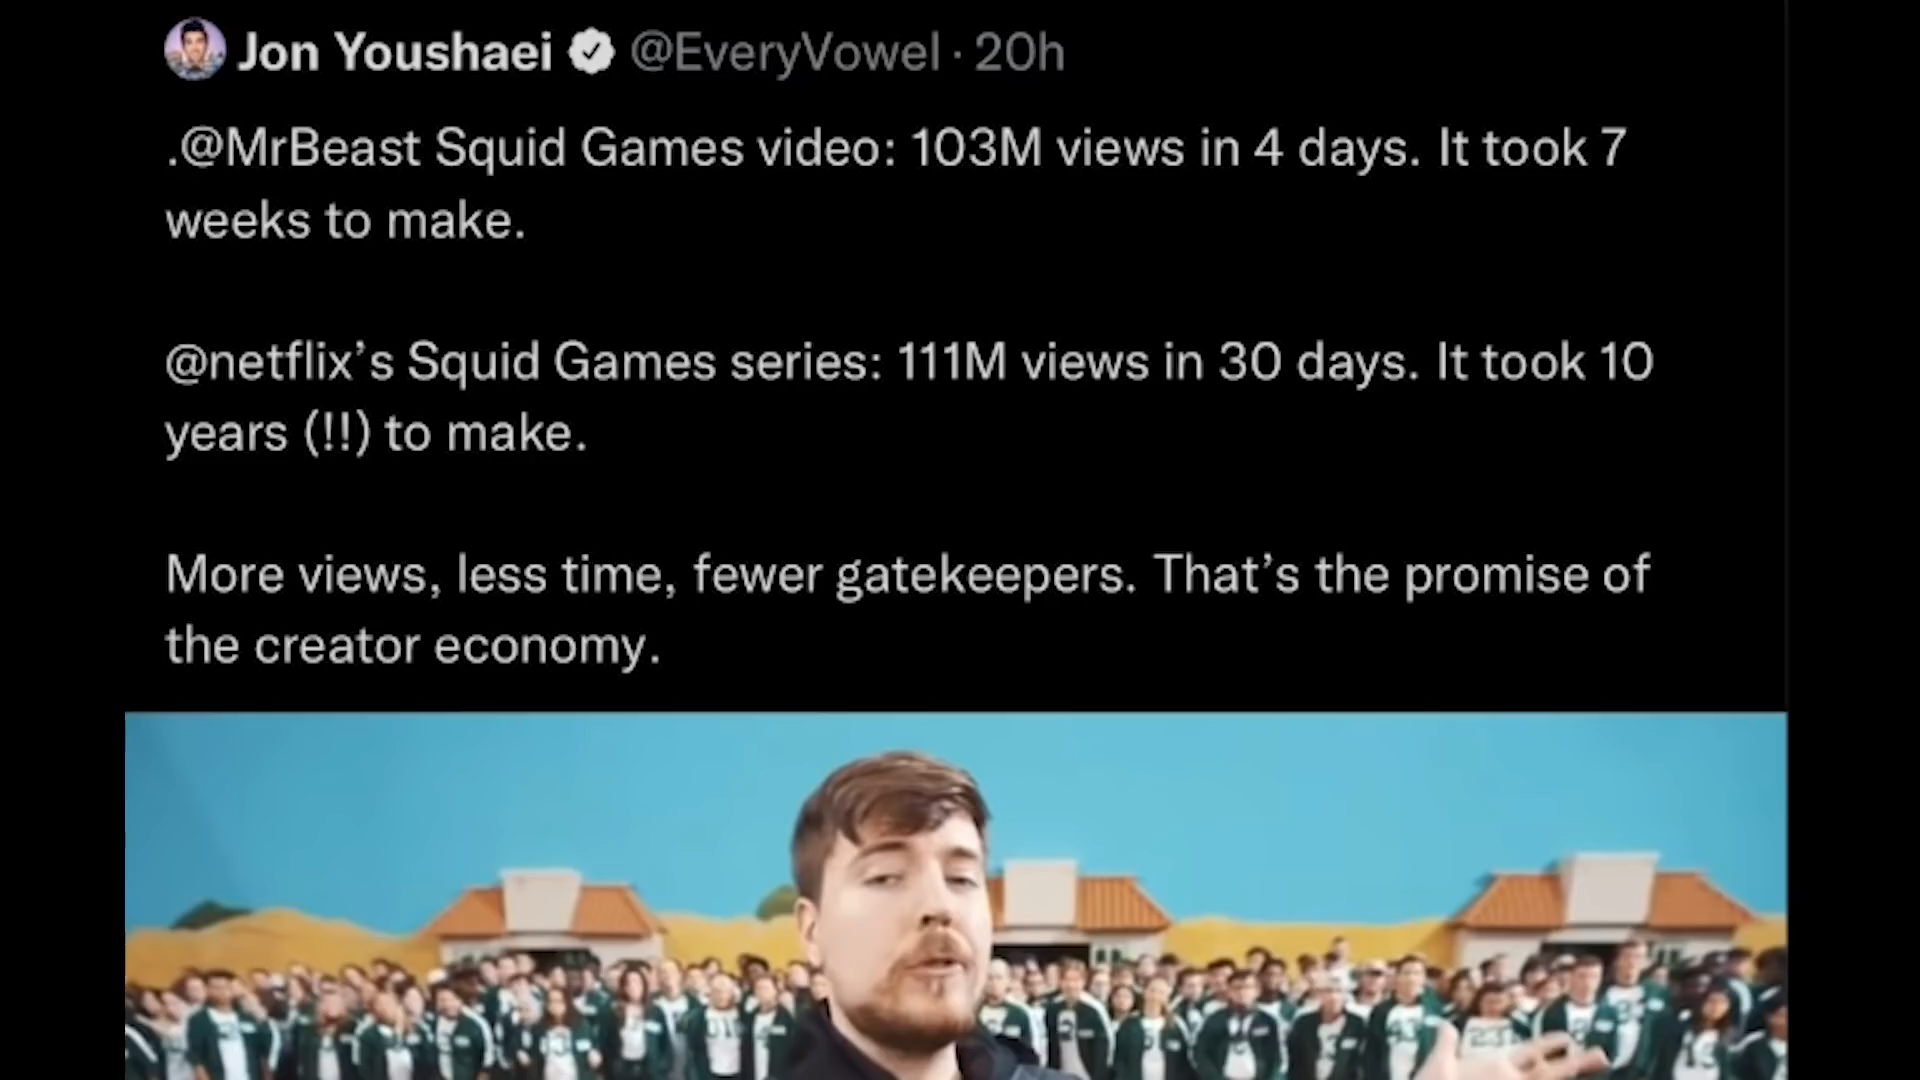 Jon Youshaei @EveryVowel · 20h
.@MrBeast Squid Games video: 103M views in 4 days. It took 7
weeks to make.
@netflix’s Squid Games series: 111M views in 30 days. It took 10
years (!!) to make.
More views, less time, fewer gatekeepers. That’s the promise of
the creator economy.